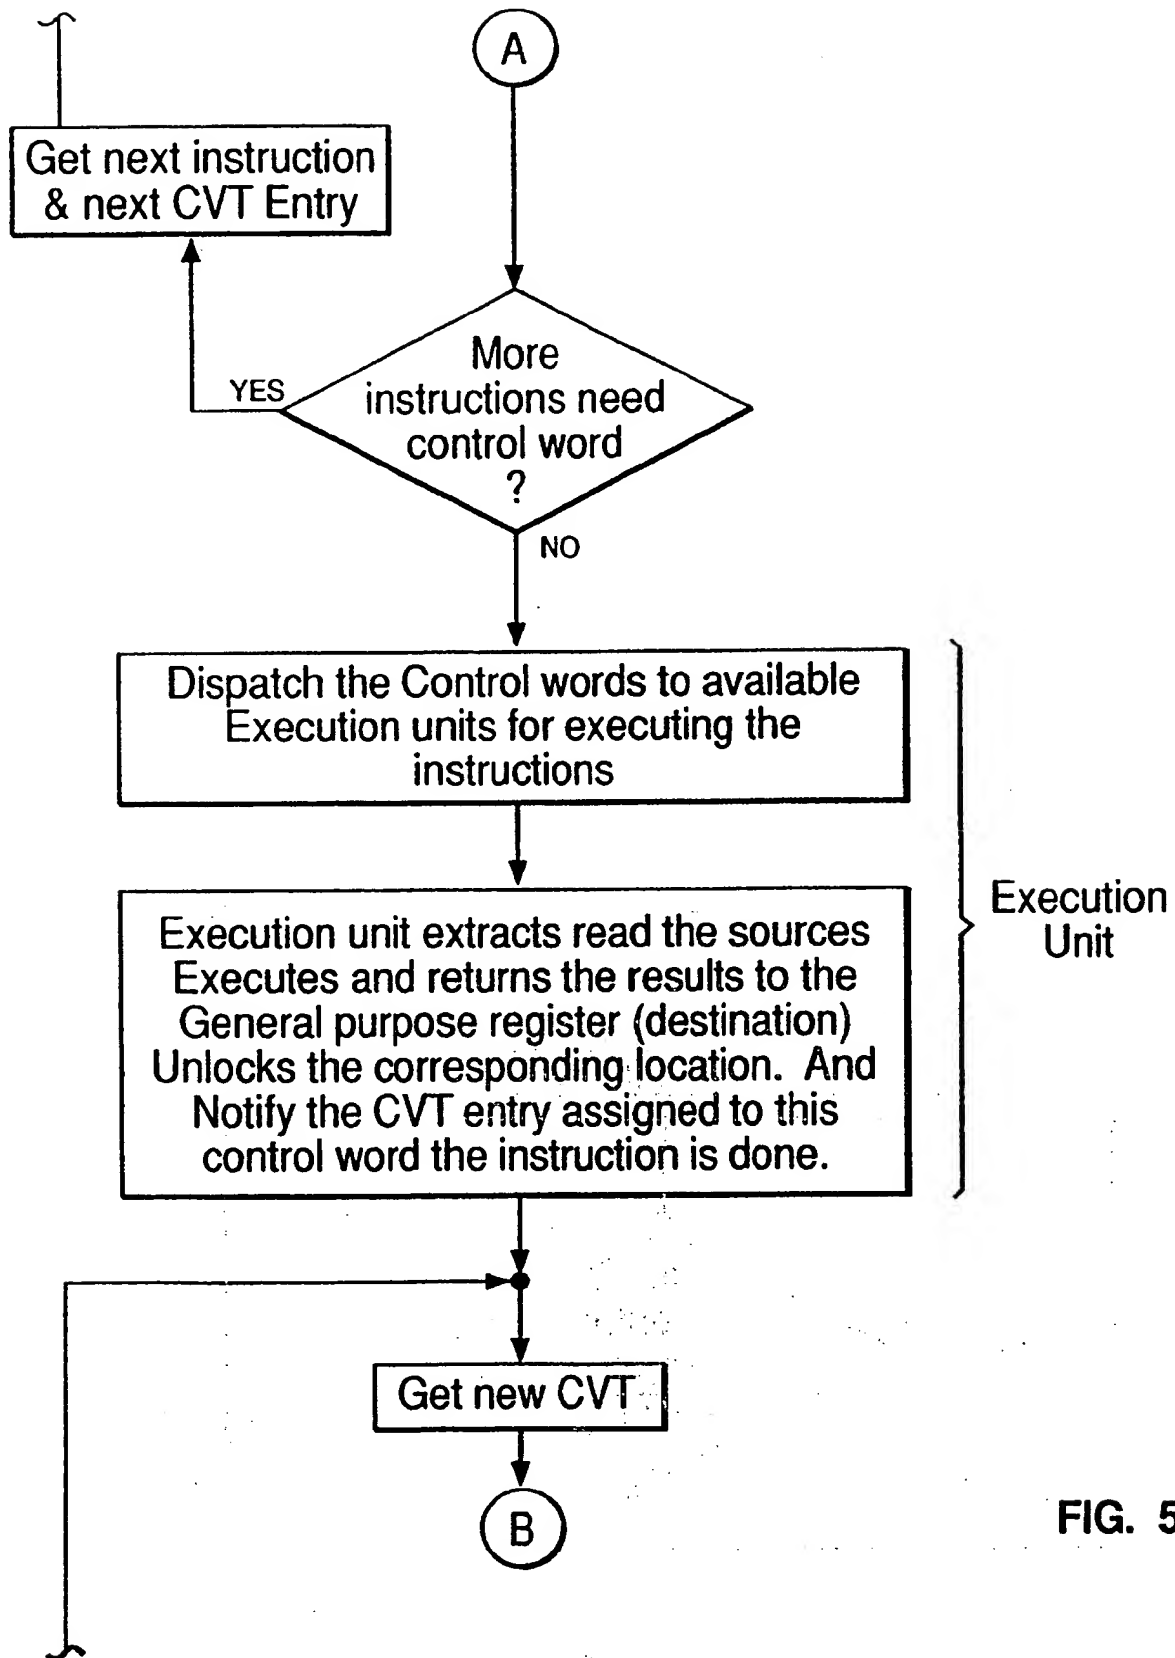 A
Get next instruction
& next CVT Entry
More
instructions need
control word
?
YES
NO
Dispatch the Control words to available
Execution units for executing the
instructions
Execution unit extracts read the sources
Executes and returns the results to the
General purpose register (destination)
Unlocks the corresponding location. And
Notify the CVT entry assigned to this
control word the instruction is done.
Execution
Unit
Get new CVT
B
FIG. 5